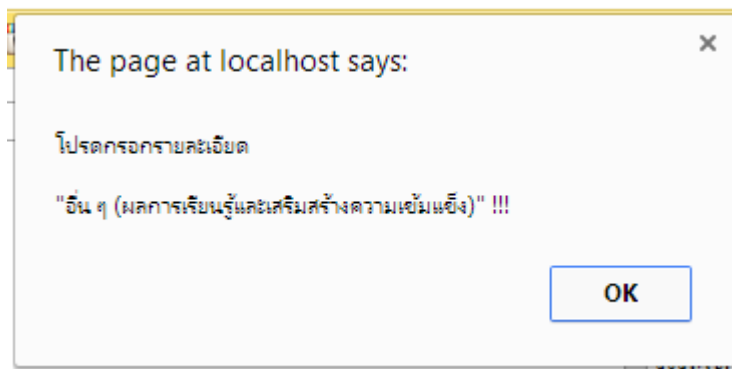 The page at localhost says:
โปรดกรอกรายละเอียด
"อื่น ๆ (ผลการเรียนรู้และเสริมสร้างความเข้มแข็ง)" !!!
OK